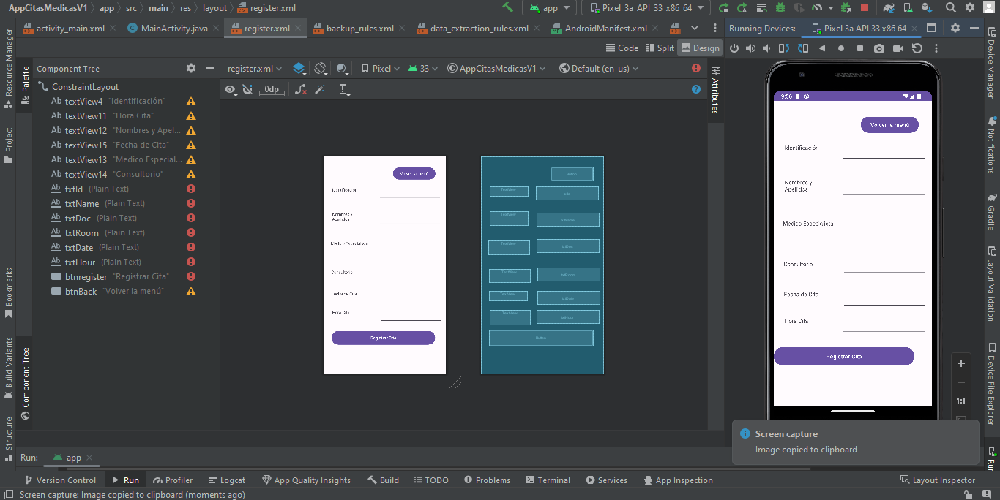 AppCitasMedicasV1 › app › src › main › res › layout › register.xml
app
Pixel_3a_API_33_x86_64
activity_main.xml
MainActivity.java
register.xml
backup_rules.xml
data_extraction_rules.xml
AndroidManifest.xml
Running Devices:
Pixel 3a API 33 x86 64
Code
Split
Design
Resource Manager
Project
Bookmarks
Build Variants
Structure
Palette
Component Tree
Component Tree
ConstraintLayout
Ab textView4 "Identificación"
Ab textView11 "Hora Cita"
Ab textView12 "Nombres y Apel...
Ab textView15 "Fecha de Cita"
Ab textView13 "Medico Especial...
Ab textView14 "Consultorio"
Ab txtId (Plain Text)
Ab txtName (Plain Text)
Ab txtDoc (Plain Text)
Ab txtRoom (Plain Text)
Ab txtDate (Plain Text)
Ab txtHour (Plain Text)
btnregister "Registrar Cita"
btnBack "Volver la menú"
register.xml
Pixel
33
AppCitasMedicasV1
Default (en-us)
0dp
Attributes
Volver la menú
Identificación
Nombres y
Apellidos
Medico Especialista
Consultorio
Fecha de Cita
Hora Cita
Registrar Cita
Button
TextView
txtId
TextView
txtName
TextView
txtDoc
TextView
txtRoom
TextView
txtDate
TextView
txtHour
Button
9:56
Volver la menú
Identificación
Nombres y
Apellidos
Medico Especialista
Consultorio
Fecha de Cita
Hora Cita
Registrar Cita
1:1
Device Manager
Notifications
Gradle
Layout Validation
Device File Explorer
Screen capture
Image copied to clipboard
Run:
app
Version Control
Run
Profiler
Logcat
App Quality Insights
Build
TODO
Problems
Terminal
Services
App Inspection
Layout Inspector
Screen capture: Image copied to clipboard (moments ago)